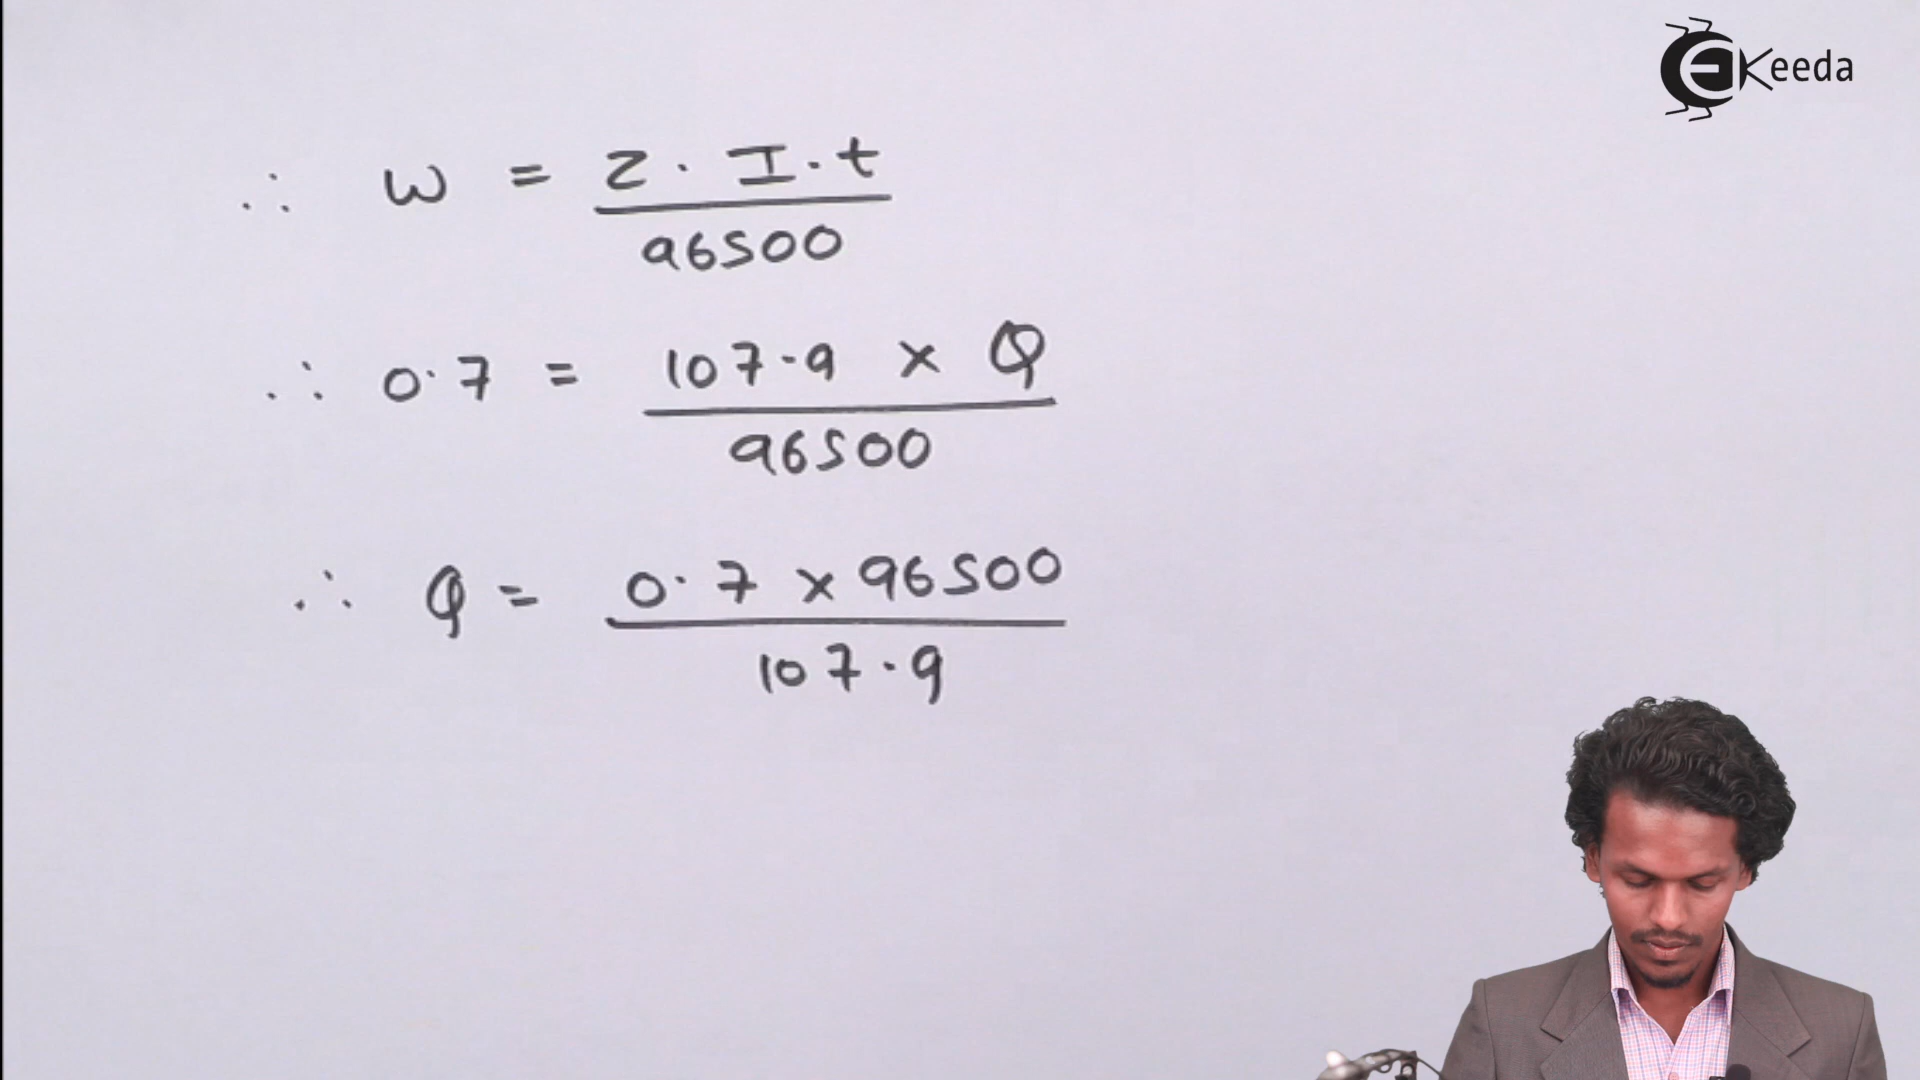 EKeeda
∴ W = Z · I · t / 96500
∴ 0.7 = 107.9 × Q / 96500
∴ Q = 0.7 × 96500 / 107.9